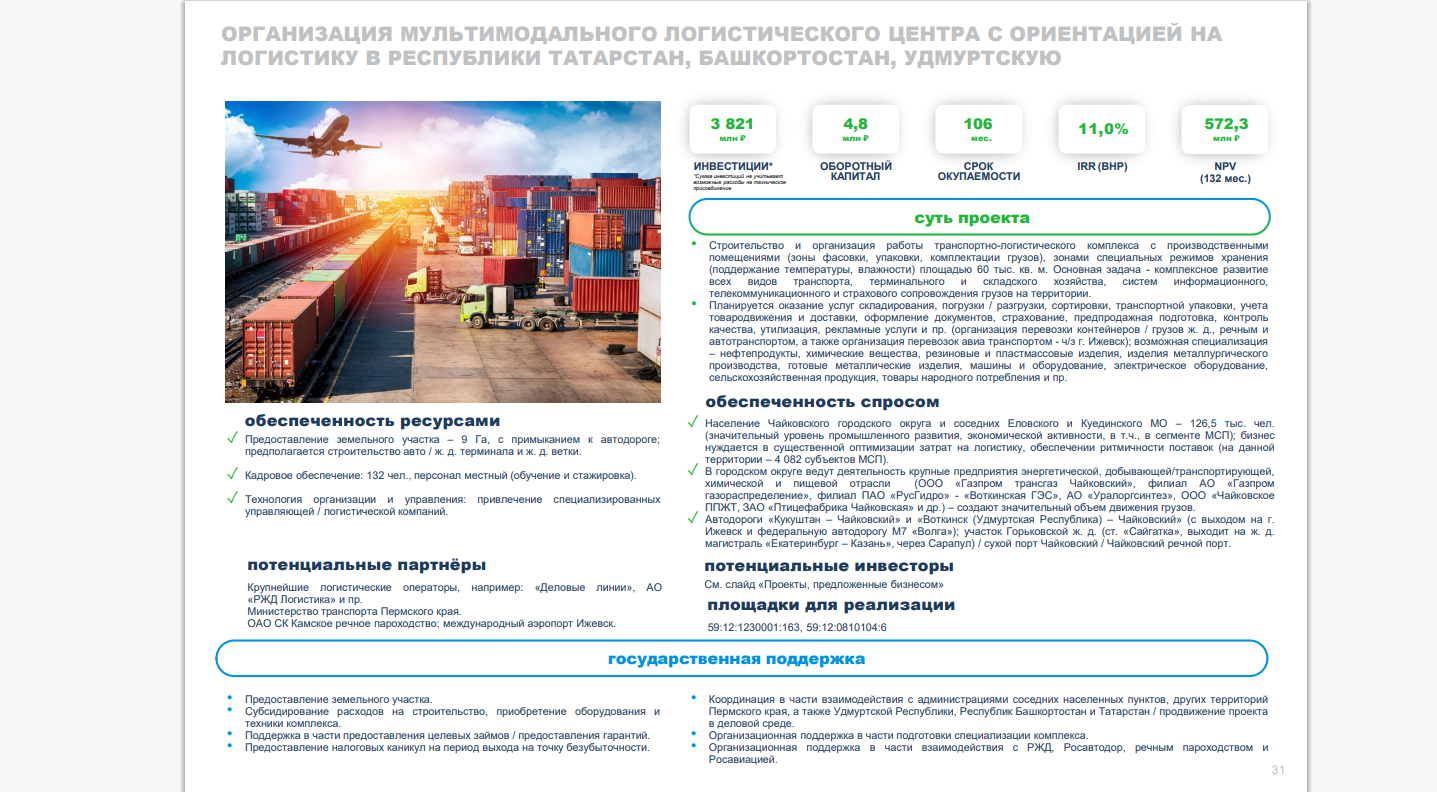 ОРГАНИЗАЦИЯ МУЛЬТИМОДАЛЬНОГО ЛОГИСТИЧЕСКОГО ЦЕНТРА С ОРИЕНТАЦИЕЙ НА
ЛОГИСТИКУ В РЕСПУБЛИКИ ТАТАРСТАН, БАШКОРТОСТАН, УДМУРТСКУЮ
3 821
млн ₽
ИНВЕСТИЦИИ*
*Сумма инвестиций не учитывает
возможные расходы на техническое
присоединение
4,8
млн ₽
ОБОРОТНЫЙ
КАПИТАЛ
106
мес.
СРОК
ОКУПАЕМОСТИ
11,0%
IRR (ВНР)
572,3
млн ₽
NPV
(132 мес.)
суть проекта
• Строительство и организация работы транспортно-логистического комплекса с производственными
помещениями (зоны фасовки, упаковки, комплектации грузов), зонами специальных режимов хранения
(поддержание температуры, влажности) площадью 60 тыс. кв. м. Основная задача - комплексное развитие
всех видов транспорта, терминального и складского хозяйства, систем информационного,
телекоммуникационного и страхового сопровождения грузов на территории.
• Планируется оказание услуг складирования, погрузки / разгрузки, сортировки, транспортной упаковки, учета
товародвижения и доставки, оформление документов, страхование, предпродажная подготовка, контроль
качества, утилизация, рекламные услуги и пр. (организация перевозки контейнеров / грузов ж. д., речным и
автотранспортом, а также организация перевозок авиа транспортом - ч/з г. Ижевск); возможная специализация
– нефтепродукты, химические вещества, резиновые и пластмассовые изделия, изделия металлургического
производства, готовые металлические изделия, машины и оборудование, электрическое оборудование,
сельскохозяйственная продукция, товары народного потребления и пр.
обеспеченность ресурсами
✓ Предоставление земельного участка – 9 Га, с примыканием к автодороге;
предполагается строительство авто / ж. д. терминала и ж. д. ветки.
✓ Кадровое обеспечение: 132 чел., персонал местный (обучение и стажировка).
✓ Технология организации и управления: привлечение специализированных
управляющей / логистической компаний.
обеспеченность спросом
✓ Население Чайковского городского округа и соседних Еловского и Куединского МО – 126,5 тыс. чел.
(значительный уровень промышленного развития, экономической активности, в т.ч., в сегменте МСП); бизнес
нуждается в существенной оптимизации затрат на логистику, обеспечении ритмичности поставок (на данной
территории – 4 082 субъектов МСП).
✓ В городском округе ведут деятельность крупные предприятия энергетической, добывающей/транспортирующей,
химической и пищевой отрасли (ООО «Газпром трансгаз Чайковский», филиал АО «Газпром
газораспределение», филиал ПАО «РусГидро» - «Воткинская ГЭС», АО «Уралоргсинтез», ООО «Чайковское
ППЖТ, ЗАО «Птицефабрика Чайковская» и др.) – создают значительный объем движения грузов.
✓ Автодороги «Кукуштан – Чайковский» и «Воткинск (Удмуртская Республика) – Чайковский» (с выходом на г.
Ижевск и федеральную автодорогу М7 «Волга»); участок Горьковской ж. д. (ст. «Сайгатка», выходит на ж. д.
магистраль «Екатеринбург – Казань», через Сарапул) / сухой порт Чайковский / Чайковский речной порт.
потенциальные партнёры
Крупнейшие логистические операторы, например: «Деловые линии», АО
«РЖД Логистика» и пр.
Министерство транспорта Пермского края.
ОАО СК Камское речное пароходство; международный аэропорт Ижевск.
потенциальные инвесторы
См. слайд «Проекты, предложенные бизнесом»
площадки для реализации
59:12:1230001:163, 59:12:0810104:6
государственная поддержка
• Предоставление земельного участка.
• Субсидирование расходов на строительство, приобретение оборудования и
техники комплекса.
• Поддержка в части предоставления целевых займов / предоставления гарантий.
• Предоставление налоговых каникул на период выхода на точку безубыточности.
• Координация в части взаимодействия с администрациями соседних населенных пунктов, других территорий
Пермского края, а также Удмуртской Республики, Республик Башкортостан и Татарстан / продвижение проекта
в деловой среде.
• Организационная поддержка в части подготовки специализации комплекса.
• Организационная поддержка в части взаимодействия с РЖД, Росавтодор, речным пароходством и
Росавиацией.
31